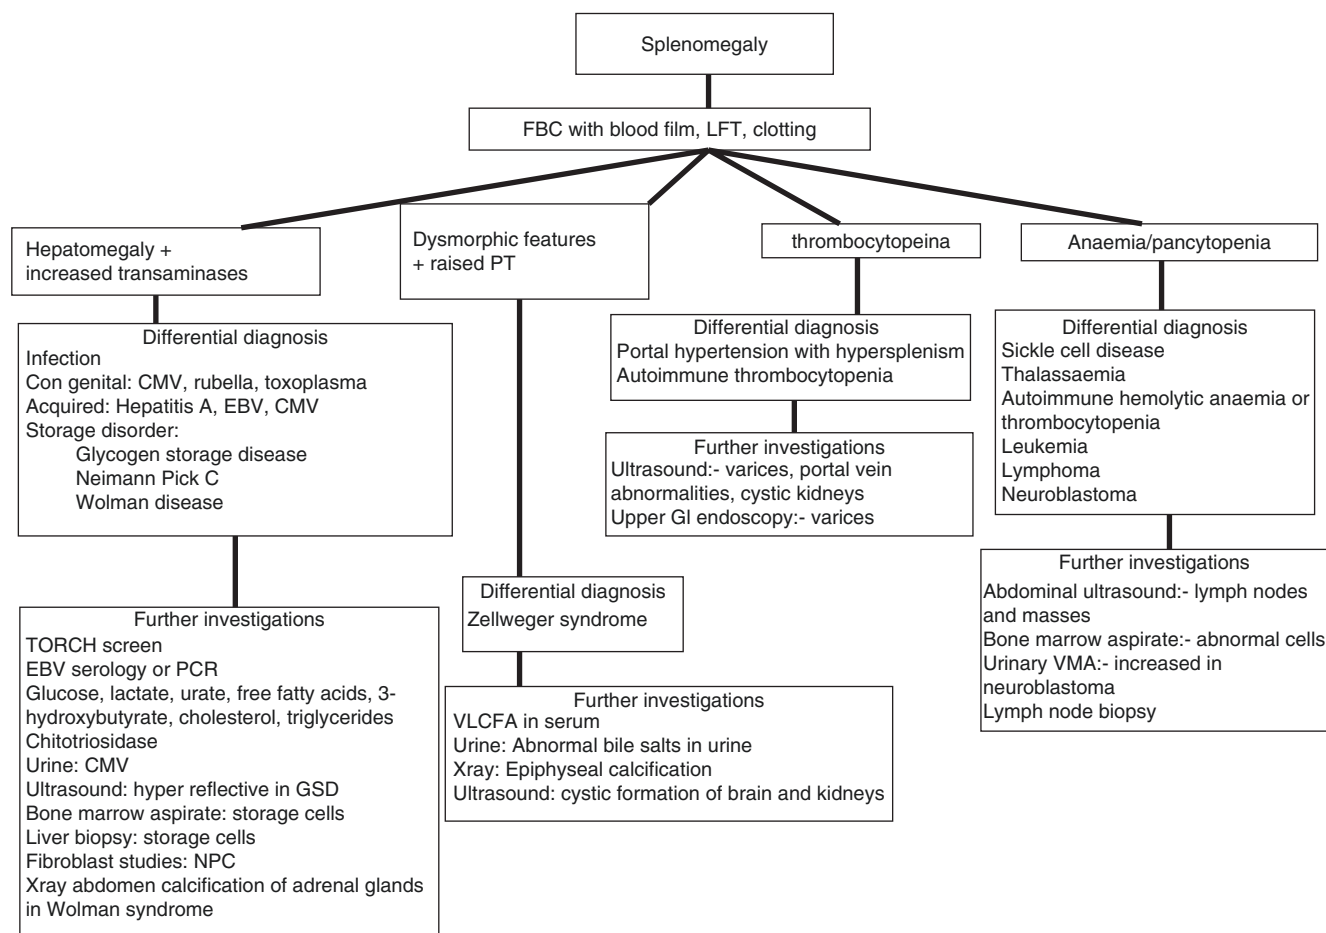 Splenomegaly
FBC with blood film, LFT, clotting
Hepatomegaly +
increased transaminases
Differential diagnosis
Infection
Con genital: CMV, rubella, toxoplasma
Acquired: Hepatitis A, EBV, CMV
Storage disorder:
Glycogen storage disease
Neimann Pick C
Wolman disease
Further investigations
TORCH screen
EBV serology or PCR
Glucose, lactate, urate, free fatty acids, 3-
hydroxybutyrate, cholesterol, triglycerides
Chitotriosidase
Urine: CMV
Ultrasound: hyper reflective in GSD
Bone marrow aspirate: storage cells
Liver biopsy: storage cells
Fibroblast studies: NPC
Xray abdomen calcification of adrenal glands
in Wolman syndrome
Dysmorphic features
+ raised PT
Differential diagnosis
Zellweger syndrome
Further investigations
VLCFA in serum
Urine: Abnormal bile salts in urine
Xray: Epiphyseal calcification
Ultrasound: cystic formation of brain and kidneys
thrombocytopeina
Differential diagnosis
Portal hypertension with hypersplenism
Autoimmune thrombocytopenia
Further investigations
Ultrasound:- varices, portal vein
abnormalities, cystic kidneys
Upper GI endoscopy:- varices
Anaemia/pancytopenia
Differential diagnosis
Sickle cell disease
Thalassaemia
Autoimmune hemolytic anaemia or
thrombocytopenia
Leukemia
Lymphoma
Neuroblastoma
Further investigations
Abdominal ultrasound:- lymph nodes
and masses
Bone marrow aspirate:- abnormal cells
Urinary VMA:- increased in
neuroblastoma
Lymph node biopsy